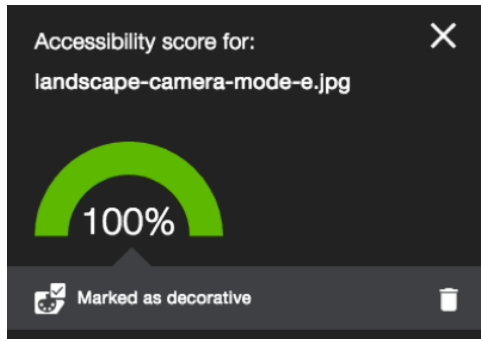 Accessibility score for:
landscape-camera-mode-e.jpg
100%
Marked as decorative